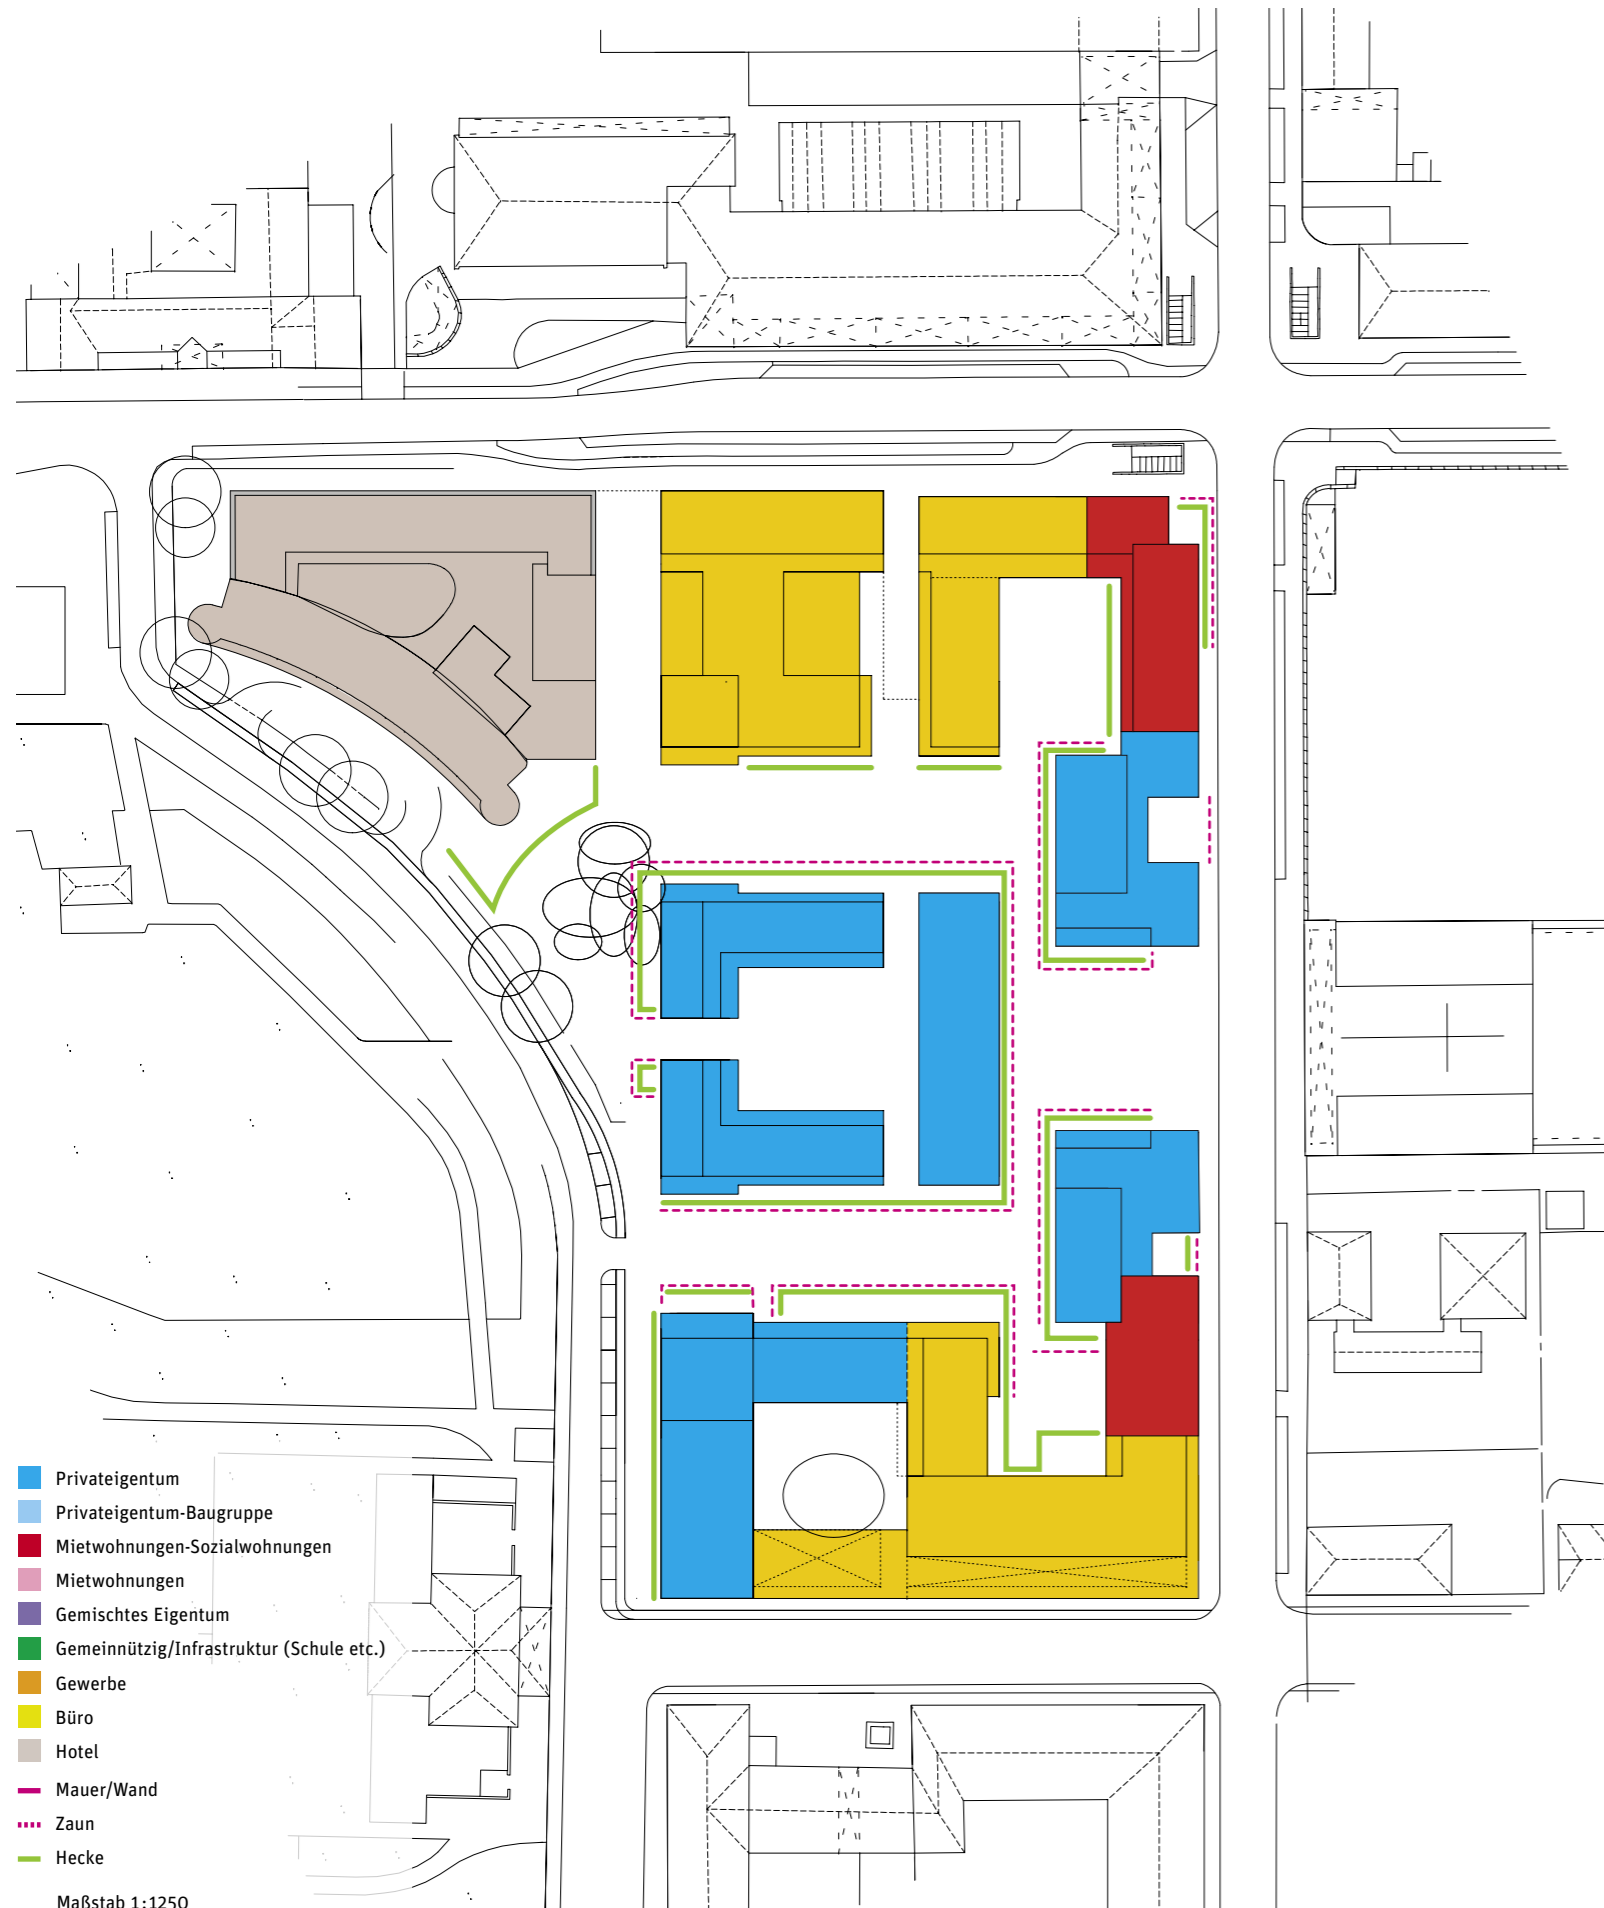 Privateigentum
Privateigentum-Baugruppe
Mietwohnungen-Sozialwohnungen
Mietwohnungen
Gemischtes Eigentum
Gemeinnützig/Infrastruktur (Schule etc.)
Gewerbe
Büro
Hotel
Mauer/Wand
Zaun
Hecke
Maßstab 1:1250